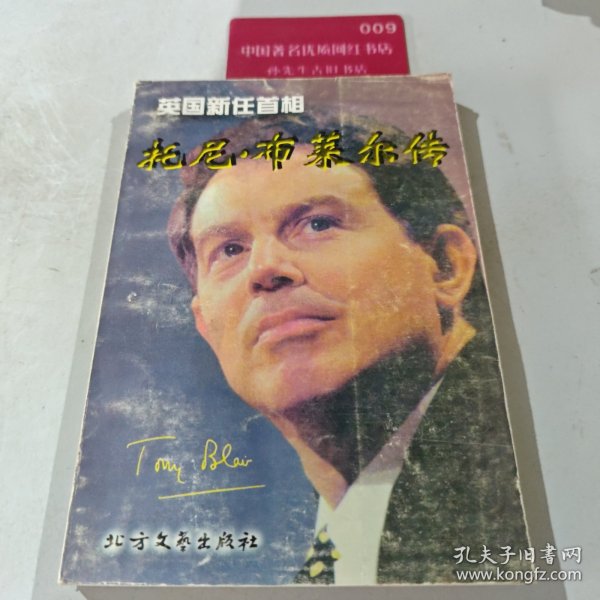 009
中国著名优质网红书店
孙先生古旧书店
英国新任首相
托尼·布莱尔传
Tony Blair
北方文艺出版社
孔夫子旧书网
www.kongfz.com